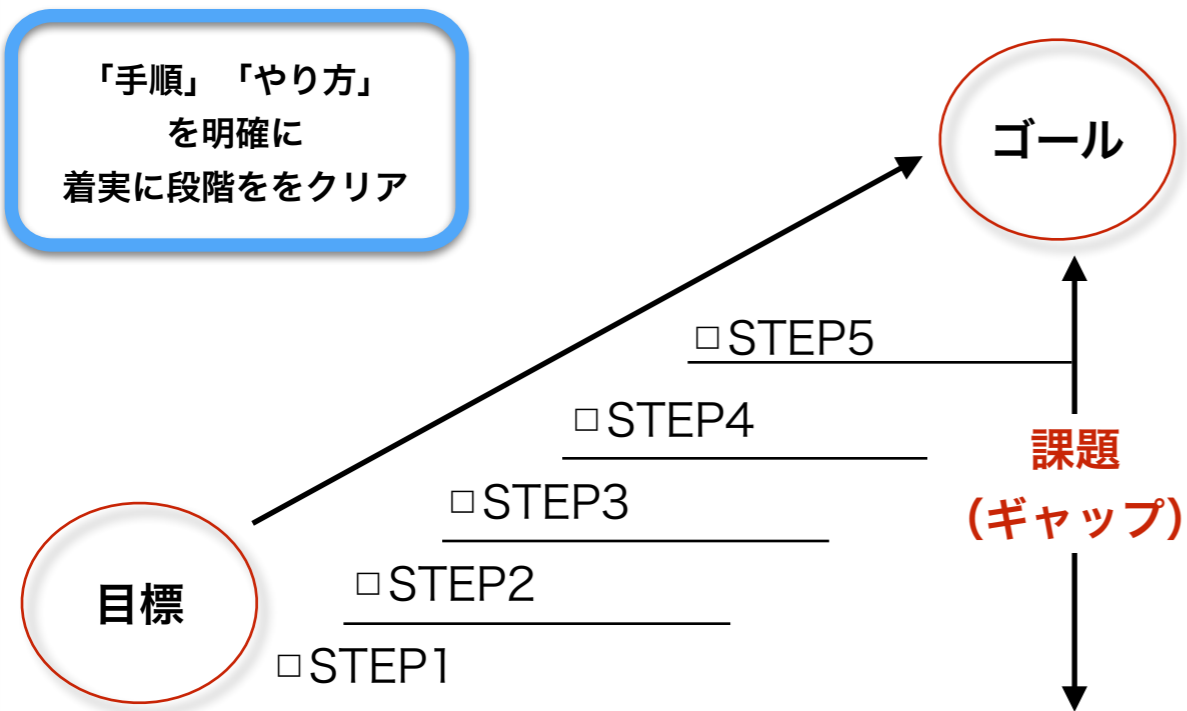 「手順」「やり方」
を明確に
着実に段階ををクリア
ゴール
□STEP5
□STEP4
課題
(ギャップ)
□STEP3
□STEP2
目標
□STEP1